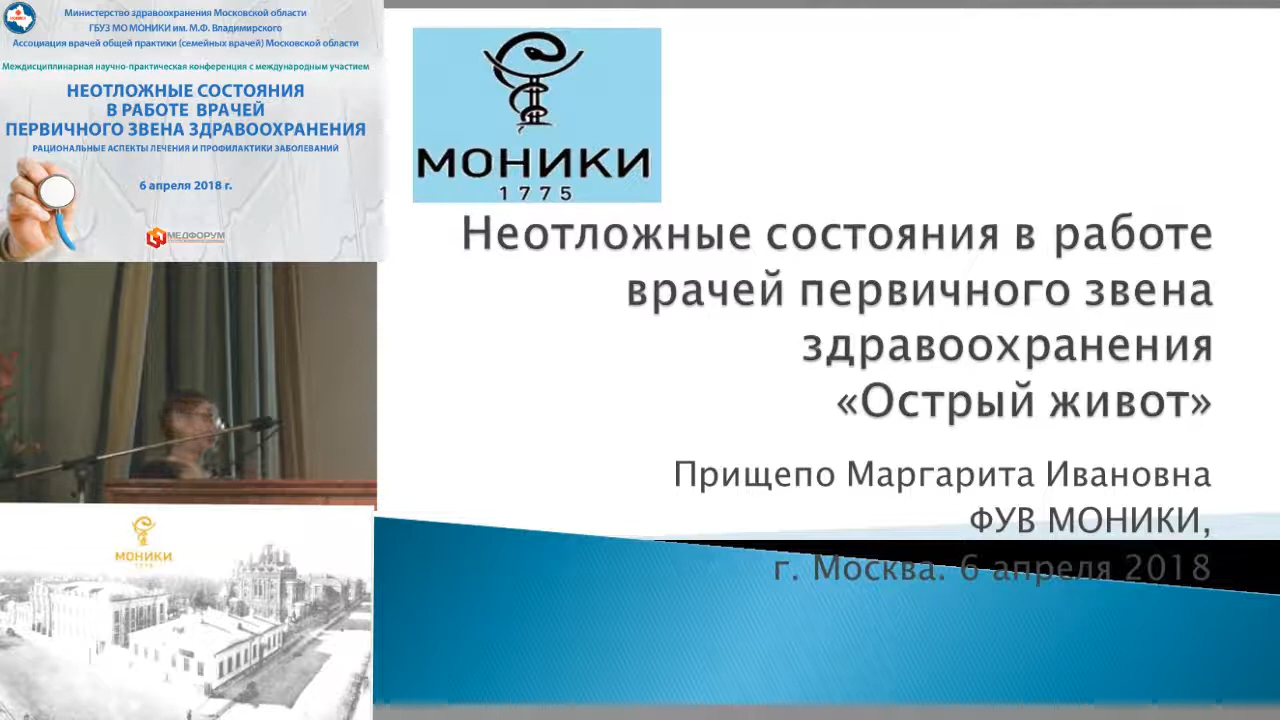 Министерство здравоохранения Московской области
ГБУЗ МО МОНИКИ им. М.Ф. Владимирского
Ассоциация врачей общей практики (семейных врачей) Московской области
Междисциплинарная научно-практическая конференция с международным участием
НЕОТЛОЖНЫЕ СОСТОЯНИЯ
В РАБОТЕ ВРАЧЕЙ
ПЕРВИЧНОГО ЗВЕНА ЗДРАВООХРАНЕНИЯ
РАЦИОНАЛЬНЫЕ АСПЕКТЫ ЛЕЧЕНИЯ И ПРОФИЛАКТИКИ ЗАБОЛЕВАНИЙ
6 апреля 2018 г.
МЕДФОРУМ
МОНИКИ
1775
МОНИКИ
1775
Неотложные состояния в работе
врачей первичного звена
здравоохранения
«Острый живот»
Прищепо Маргарита Ивановна
ФУВ МОНИКИ,
г. Москва. 6 апреля 2018